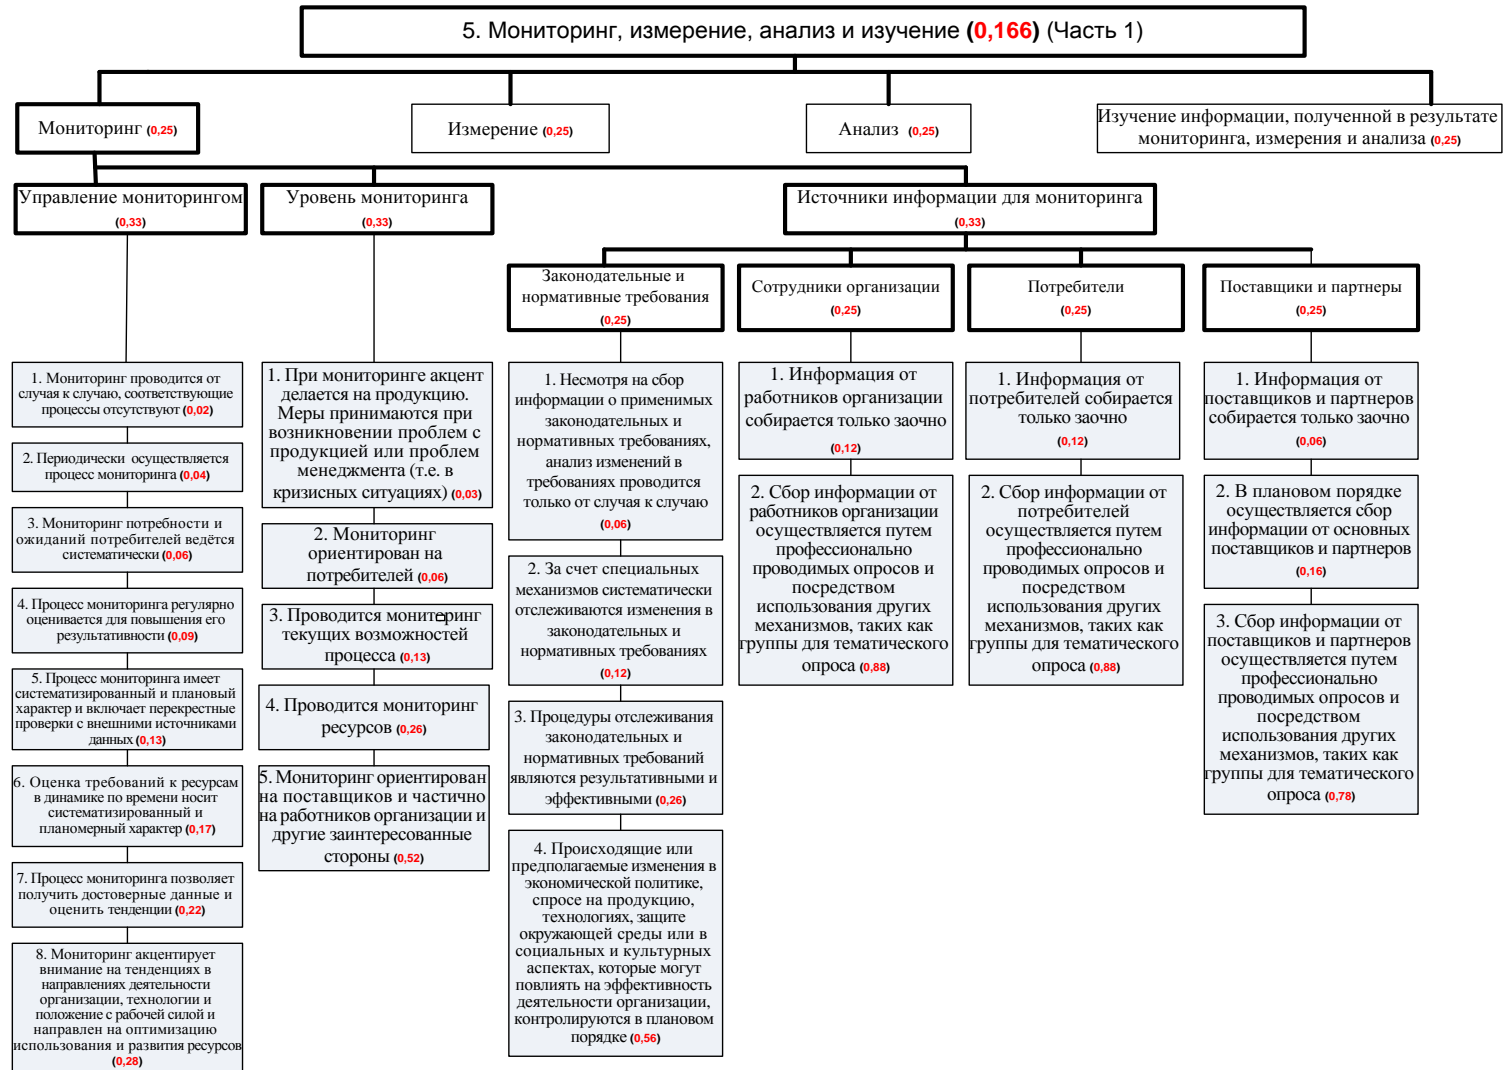 5. Мониторинг, измерение, анализ и изучение (0,166) (Часть 1)
Мониторинг (0,25)
Измерение (0,25)
Анализ (0,25)
Изучение информации, полученной в результате
мониторинга, измерения и анализа (0,25)
Управление мониторингом
(0,33)
Уровень мониторинга
(0,33)
Источники информации для мониторинга
(0,33)
Законодательные и
нормативные требования
(0,25)
Сотрудники организации
(0,25)
Потребители
(0,25)
Поставщики и партнеры
(0,25)
1. Мониторинг проводится от
случая к случаю, соответствующие
процессы отсутствуют (0,02)
2. Периодически осуществляется
процесс мониторинга (0,04)
3. Мониторинг потребности и
ожиданий потребителей ведётся
систематически (0,06)
4. Процесс мониторинга регулярно
оценивается для повышения его
результативности (0,09)
5. Процесс мониторинга имеет
систематизированный и плановый
характер и включает перекрестные
проверки с внешними источниками
данных (0,13)
6. Оценка требований к ресурсам
в динамике по времени носит
систематизированный и
планомерный характер (0,17)
7. Процесс мониторинга позволяет
получить достоверные данные и
оценить тенденции (0,22)
8. Мониторинг акцентирует
внимание на тенденциях в
направлениях деятельности
организации, технологии и
положение с рабочей силой и
направлен на оптимизацию
использования и развития ресурсов
(0,28)
1. При мониторинге акцент
делается на продукцию.
Меры принимаются при
возникновении проблем с
продукцией или проблем
менеджмента (т.е. в
кризисных ситуациях) (0,03)
2. Мониторинг
ориентирован на
потребителей (0,06)
3. Проводится мониторинг
текущих возможностей
процесса (0,13)
4. Проводится мониторинг
ресурсов (0,26)
5. Мониторинг ориентирован
на поставщиков и частично
на работников организации и
другие заинтересованные
стороны (0,52)
1. Несмотря на сбор
информации о применимых
законодательных и
нормативных требованиях,
анализ изменений в
требованиях проводится
только от случая к случаю
(0,06)
2. За счет специальных
механизмов систематически
отслеживаются изменения в
законодательных и
нормативных требованиях
(0,12)
3. Процедуры отслеживания
законодательных и
нормативных требований
являются результативными и
эффективными (0,26)
4. Происходящие или
предполагаемые изменения в
экономической политике,
спросе на продукцию,
технологиях, защите
окружающей среды или в
социальных и культурных
аспектах, которые могут
повлиять на эффективность
деятельности организации,
контролируются в плановом
порядке (0,56)
1. Информация от
работников организации
собирается только заочно
(0,12)
2. Сбор информации от
работников организации
осуществляется путем
профессионально
проводимых опросов и
посредством
использования других
механизмов, таких как
группы для тематического
опроса (0,88)
1. Информация от
потребителей собирается
только заочно
(0,12)
2. Сбор информации от
потребителей
осуществляется путем
профессионально
проводимых опросов и
посредством
использования других
механизмов, таких как
группы для тематического
опроса (0,88)
1. Информация от
поставщиков и партнеров
собирается только заочно
(0,06)
2. В плановом порядке
осуществляется сбор
информации от основных
поставщиков и партнеров
(0,16)
3. Сбор информации от
поставщиков и партнеров
осуществляется путем
профессионально
проводимых опросов и
посредством
использования других
механизмов, таких как
группы для тематического
опроса (0,78)